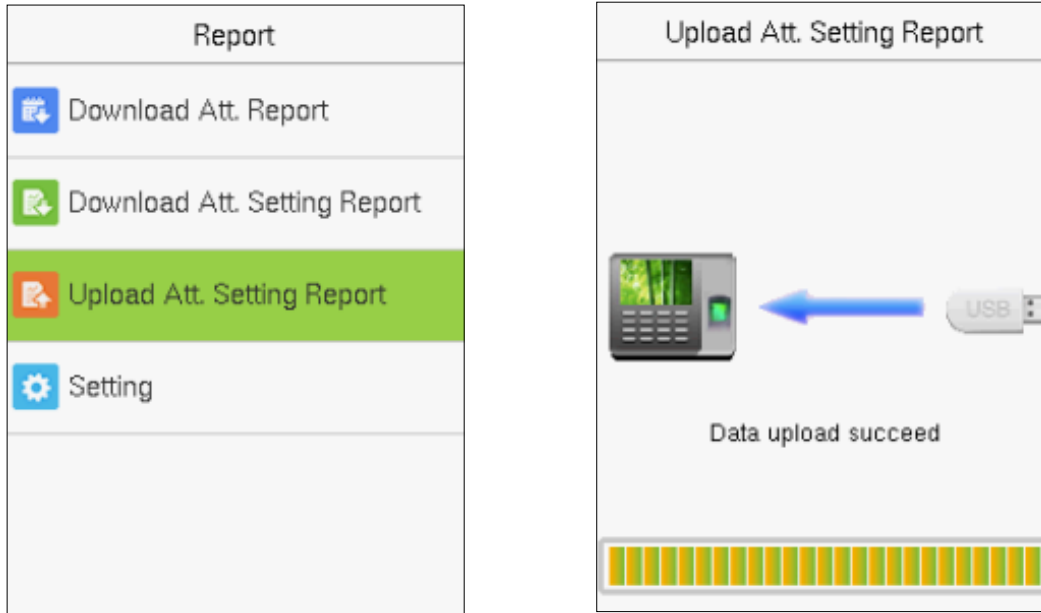 Report
Download Att. Report
Download Att. Setting Report
Upload Att. Setting Report
Setting
Upload Att. Setting Report
USB
Data upload succeed